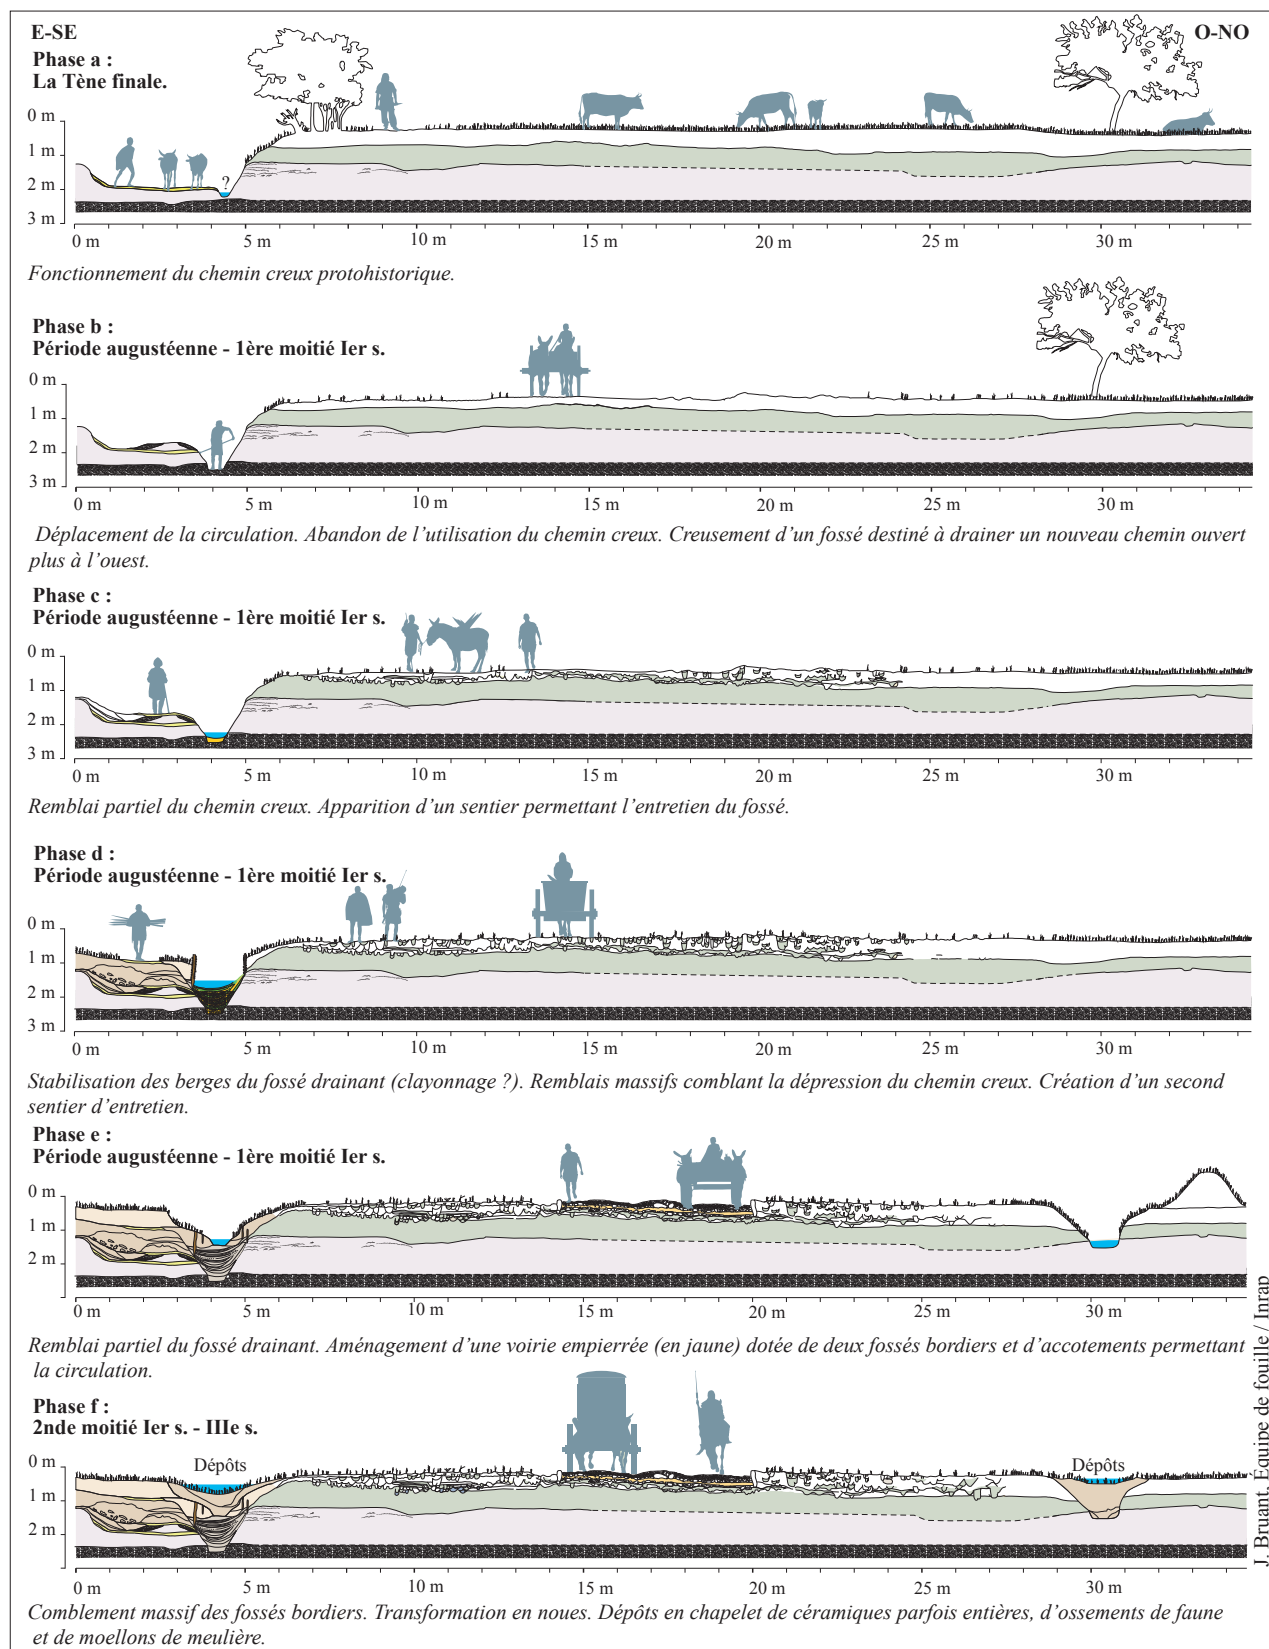 E-SE
O-NO
Phase a :
La Tène finale.
0 m
1 m
2 m
3 m
?
0 m 5 m 10 m 15 m 20 m 25 m 30 m
Fonctionnement du chemin creux protohistorique.
Phase b :
Période augustéenne - 1ère moitié Ier s.
0 m
1 m
2 m
3 m
0 m 5 m 10 m 15 m 20 m 25 m 30 m
Déplacement de la circulation. Abandon de l’utilisation du chemin creux. Creusement d’un fossé destiné à drainer un nouveau chemin ouvert
plus à l’ouest.
Phase c :
Période augustéenne - 1ère moitié Ier s.
0 m
1 m
2 m
3 m
0 m 5 m 10 m 15 m 20 m 25 m 30 m
Remblai partiel du chemin creux. Apparition d’un sentier permettant l’entretien du fossé.
Phase d :
Période augustéenne - 1ère moitié Ier s.
0 m
1 m
2 m
3 m
0 m 5 m 10 m 15 m 20 m 25 m 30 m
Stabilisation des berges du fossé drainant (clayonnage ?). Remblais massifs comblant la dépression du chemin creux. Création d’un second
sentier d’entretien.
Phase e :
Période augustéenne - 1ère moitié Ier s.
0 m
1 m
2 m
0 m 5 m 10 m 15 m 20 m 25 m 30 m
Remblai partiel du fossé drainant. Aménagement d’une voirie empierrée (en jaune) dotée de deux fossés bordiers et d’accotements permettant
la circulation.
Phase f :
2nde moitié Ier s. - IIIe s.
Dépôts
Dépôts
0 m
1 m
2 m
0 m 5 m 10 m 15 m 20 m 25 m 30 m
Comblement massif des fossés bordiers. Transformation en noues. Dépôts en chapelet de céramiques parfois entières, d’ossements de faune
et de moellons de meulière.
J. Bruant. Equipe de fouille / Inrap